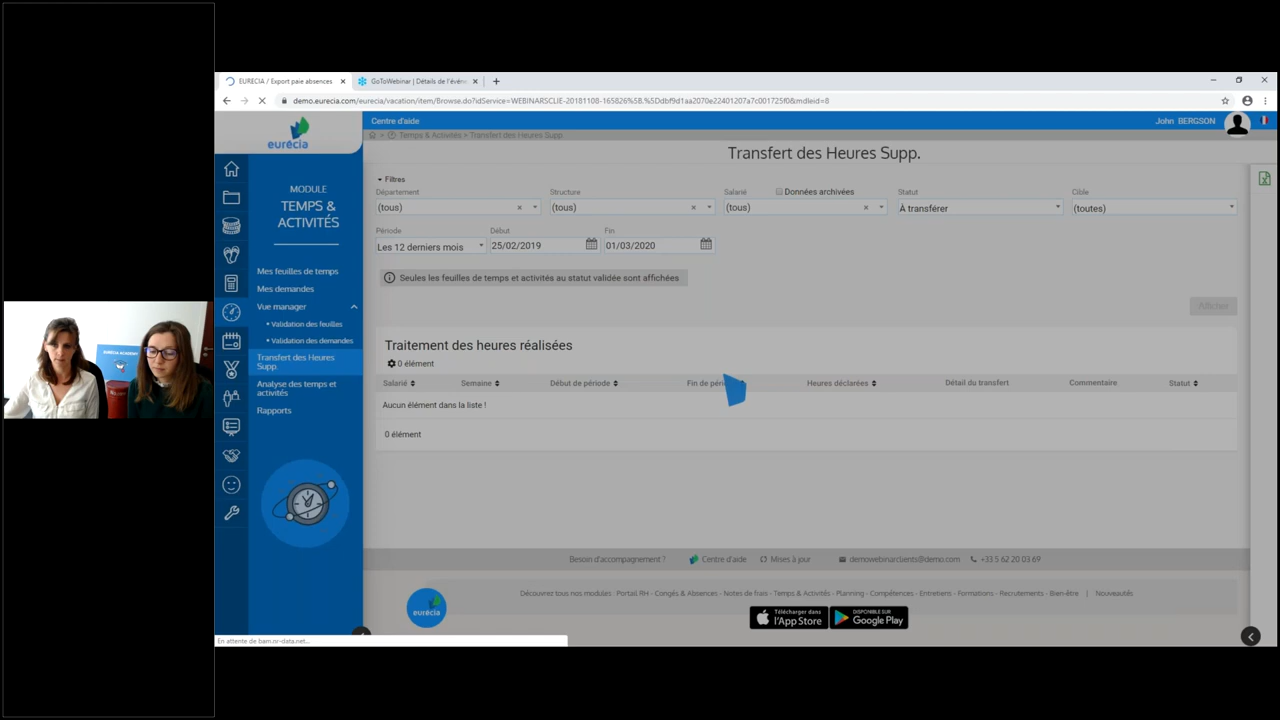 EURECIA / Export paie absences
GoToWebinar | Détails de l'évén
demo.eurecia.com/eurecia/vacation/item/Browse.do?idService=WEBINARSCLIE-20181108-165826%5B.%5Ddbf9d1aa2070e22401207a7c001725f0&mdleid=8
eurécia
Centre d'aide
John BERGSON
> Temps & Activités > Transfert des Heures Supp.
Transfert des Heures Supp.
MODULE
TEMPS &
ACTIVITÉS
Mes feuilles de temps
Mes demandes
Vue manager
• Validation des feuilles
• Validation des demandes
Transfert des Heures
Supp.
Analyse des temps et
activités
Rapports
Filtres
Département
Structure
Salarié
Données archivées
Statut
Cible
(tous)
(tous)
(tous)
À transférer
(toutes)
Période
Début
Fin
Les 12 derniers mois
25/02/2019
01/03/2020
Seules les feuilles de temps et activités au statut validée sont affichées
Afficher
Traitement des heures réalisées
0 élément
Salarié
Semaine
Début de période
Fin de péri
Heures déclarées
Détail du transfert
Commentaire
Statut
Aucun élément dans la liste !
0 élément
EURECIA ACADEMY
Besoin d'accompagnement ?
Centre d'aide
Mises à jour
demowebinarclients@demo.com
+33 5 62 20 03 69
eurécia
Découvrez tous nos modules : Portail RH - Congés & Absences - Notes de frais - Temps & Activités - Planning - Compétences - Entretiens - Formations - Recrutements - Bien-être | Nouveautés
Télécharger dans
l'App Store
DISPONIBLE SUR
Google Play
En attente de bam.nr-data.net...